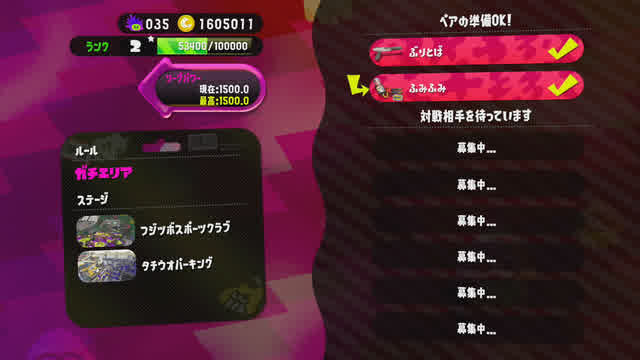 035 1605011
ランク 2 53400/100000
リーグパワー
現在:1500.0
最高:1500.0
ルール
ガチエリア
ステージ
フジツボスポーツクラブ
タチウオパーキング
ペアの準備OK!
ぷりとば
ふみふみ
対戦相手を待っています
募集中...
募集中...
募集中...
募集中...
募集中...
募集中...